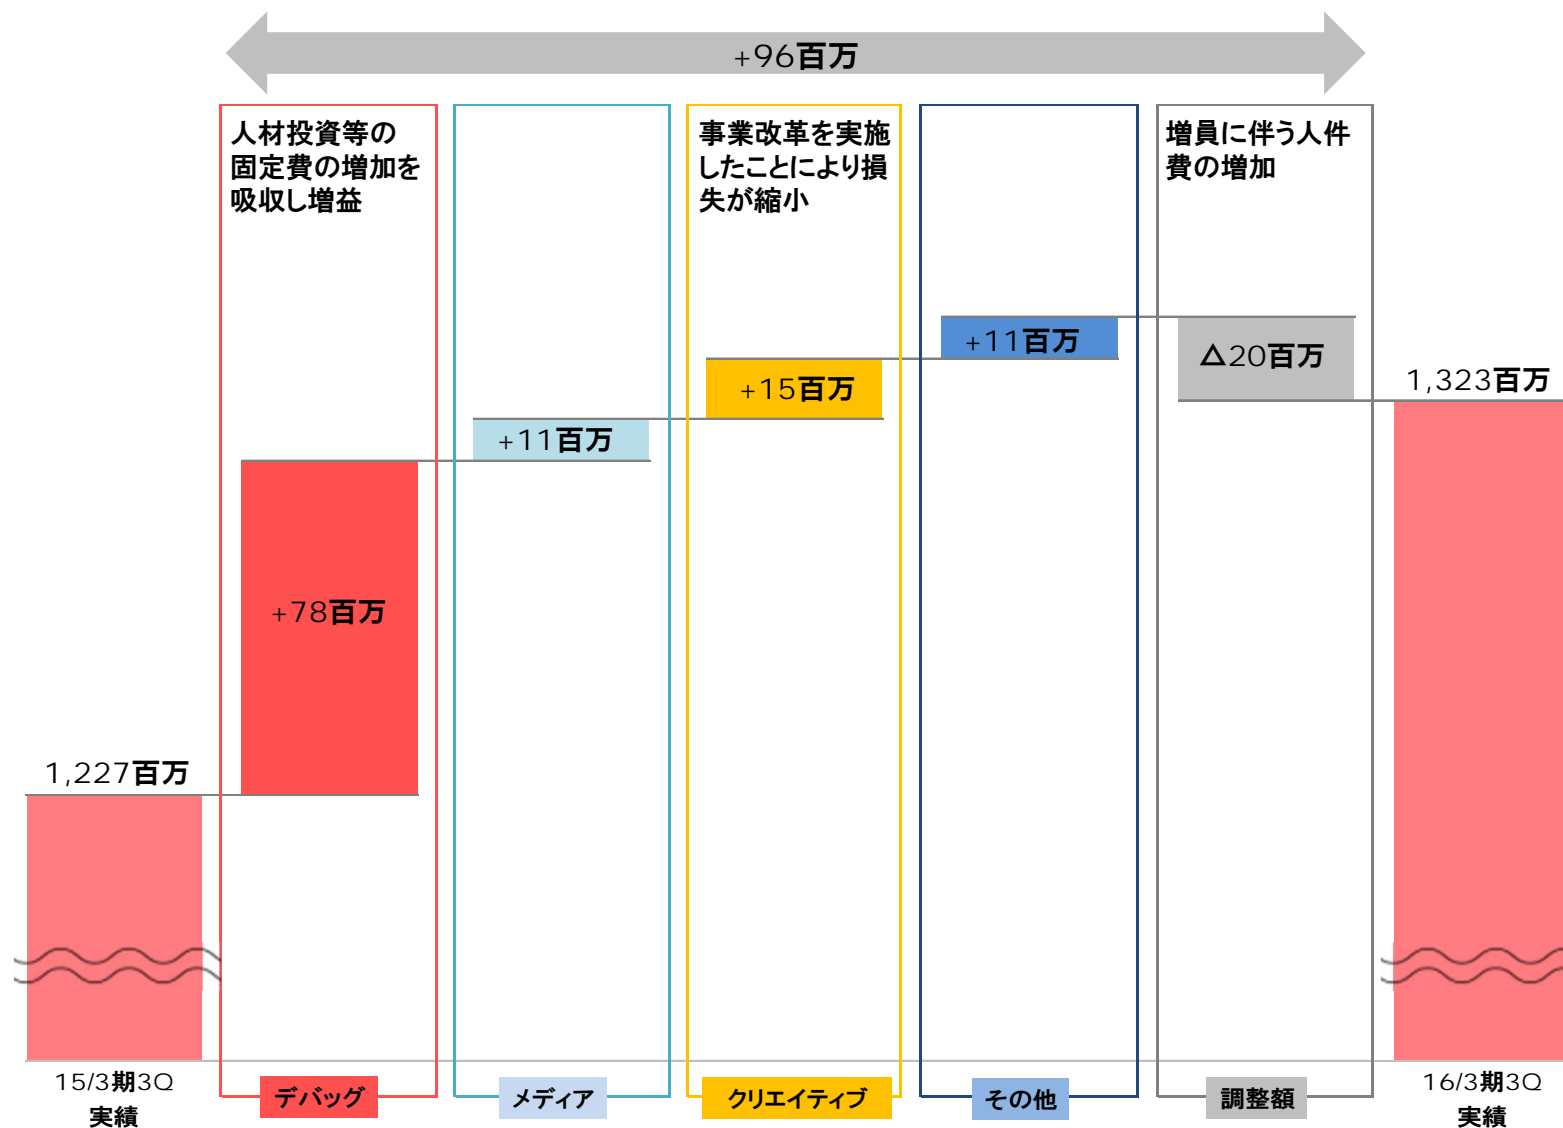 +96百万
人材投資等の
固定費の増加を
吸収し増益
事業改革を実施
したことにより損
失が縮小
増員に伴う人件
費の増加
+11百万
△20百万
1,323百万
+15百万
+11百万
+78百万
1,227百万
15/3期3Q
実績
デバッグ
メディア
クリエイティブ
その他
調整額
16/3期3Q
実績